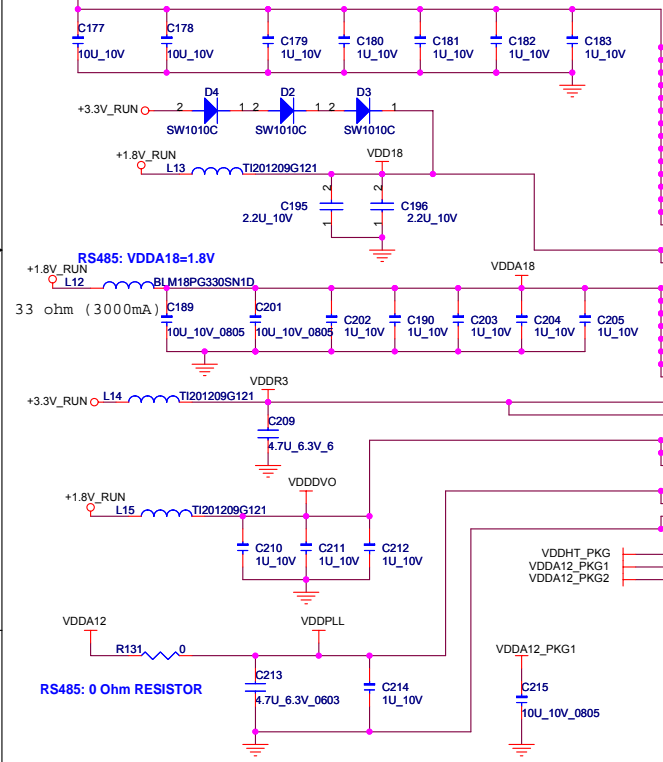 C177
10U_10V
C178
10U_10V
C179
1U_10V
C180
1U_10V
C181
1U_10V
C182
1U_10V
C183
1U_10V
+3.3V_RUN
2
D4
1
SW1010C
2
D2
1
SW1010C
2
D3
1
SW1010C
+1.8V_RUN
L13
TI201209G121
VDD18
2
C195
2.2U_10V
1
2
C196
2.2U_10V
1
RS485: VDDA18=1.8V
+1.8V_RUN
L12
BLM18PG330SN1D
VDDA18
33 ohm (3000mA)
C189
10U_10V_0805
C201
10U_10V_0805
C202
1U_10V
C190
1U_10V
C203
1U_10V
C204
1U_10V
C205
1U_10V
+3.3V_RUN
L14
TI201209G121
VDDR3
C209
4.7U_6.3V_6
+1.8V_RUN
L15
TI201209G121
VDDDVO
C210
1U_10V
C211
1U_10V
C212
1U_10V
VDDHT_PKG
VDDA12_PKG1
VDDA12_PKG2
VDDA12
R131
0
VDDPLL
RS485: 0 Ohm RESISTOR
C213
4.7U_6.3V_0603
C214
1U_10V
VDDA12_PKG1
C215
10U_10V_0805